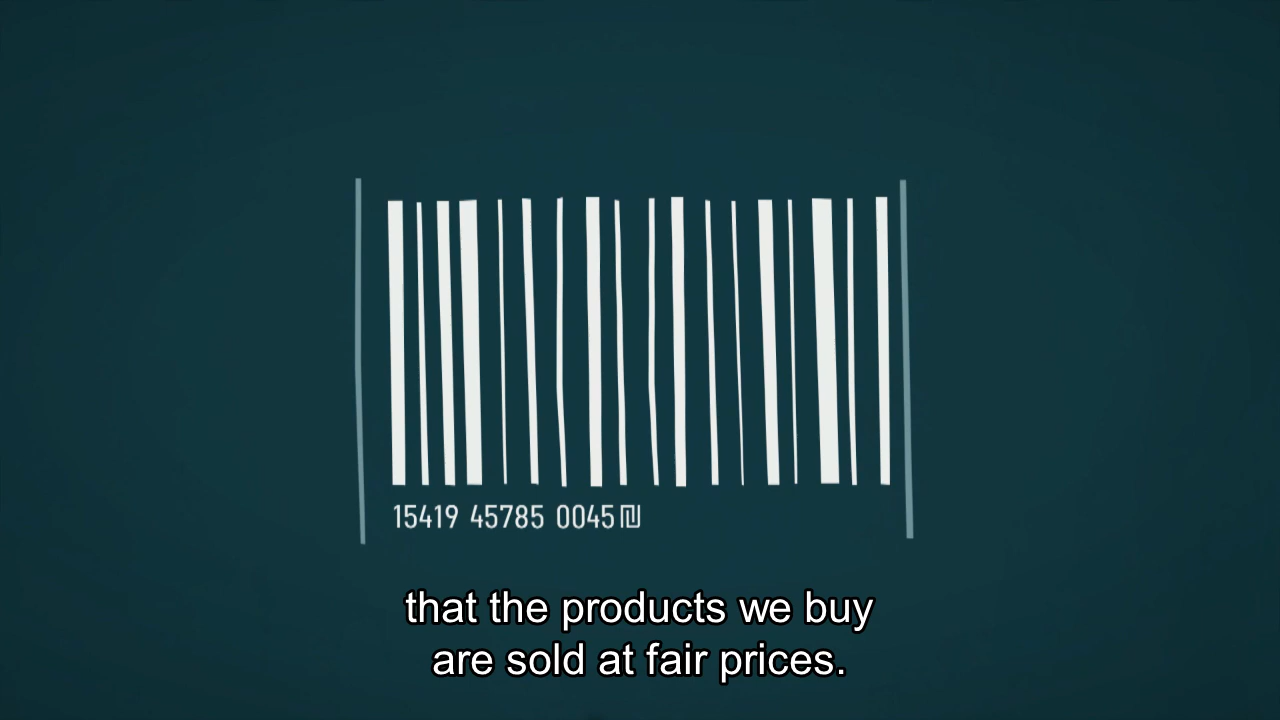 15419 45785 0045₪
that the products we buy
are sold at fair prices.